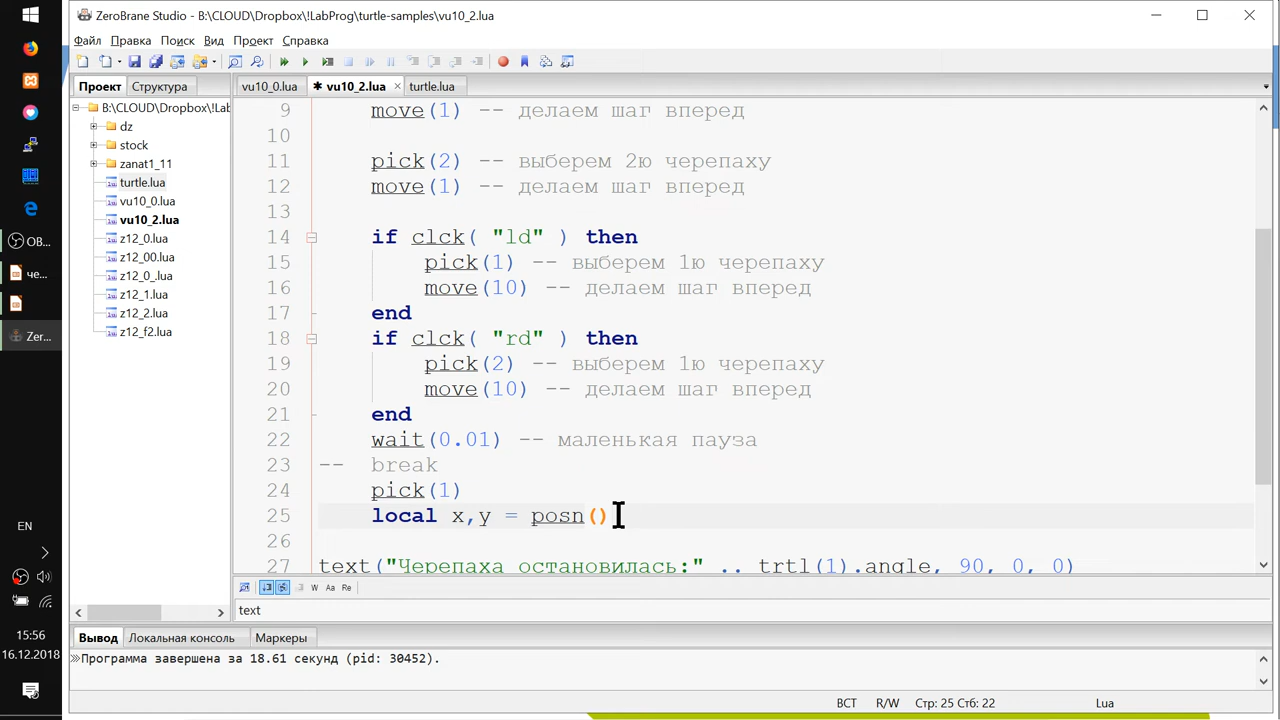 ZeroBrane Studio - B:\CLOUD\Dropbox\!LabProg\turtle-samples\vu10_2.lua
Файл Правка Поиск Вид Проект Справка
Проект Структура
vu10_0.lua ✱ vu10_2.lua × turtle.lua
B:\CLOUD\Dropbox\!Lab
dz
stock
zanat1_11
turtle.lua
vu10_0.lua
vu10_2.lua
z12_0.lua
z12_00.lua
z12_0_.lua
z12_1.lua
z12_2.lua
z12_f2.lua
9 move(1) -- делаем шаг вперед
10
11 pick(2) -- выберем 2ю черепаху
12 move(1) -- делаем шаг вперед
13
14 if clck( "ld" ) then
15 pick(1) -- выберем 1ю черепаху
16 move(10) -- делаем шаг вперед
17 end
18 if clck( "rd" ) then
19 pick(2) -- выберем 1ю черепаху
20 move(10) -- делаем шаг вперед
21 end
22 wait(0.01) -- маленькая пауза
23 -- break
24 pick(1)
25 local x,y = posn()
26
27 text("Черепаха остановилась:" .. trtl(1).angle, 90, 0, 0)
W Aa Re
text
Вывод Локальная консоль Маркеры
Программа завершена за 18.61 секунд (pid: 30452).
ВСТ R/W Стр: 25 Стб: 22 Lua
OB...
че...
Zer...
EN
15:56
16.12.2018